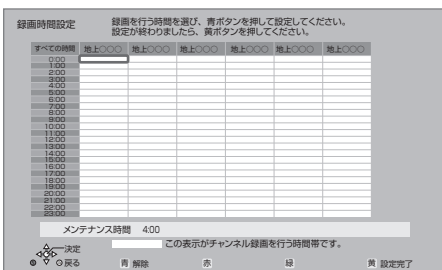 録画時間設定
録画を行う時間を選び、青ボタンを押して設定してください。
設定が終わりましたら、黄ボタンを押してください。
すべての時間 地上○○○ 地上○○○ 地上○○○ 地上○○○ 地上○○○ 地上○○○
0:00
1:00
2:00
3:00
4:00
5:00
6:00
7:00
8:00
9:00
10:00
11:00
12:00
13:00
14:00
15:00
16:00
17:00
18:00
19:00
20:00
21:00
22:00
23:00
メンテナンス時間 4:00
この表示がチャンネル録画を行う時間帯です。
決定
戻る
青 解除 赤 緑 黄 設定完了